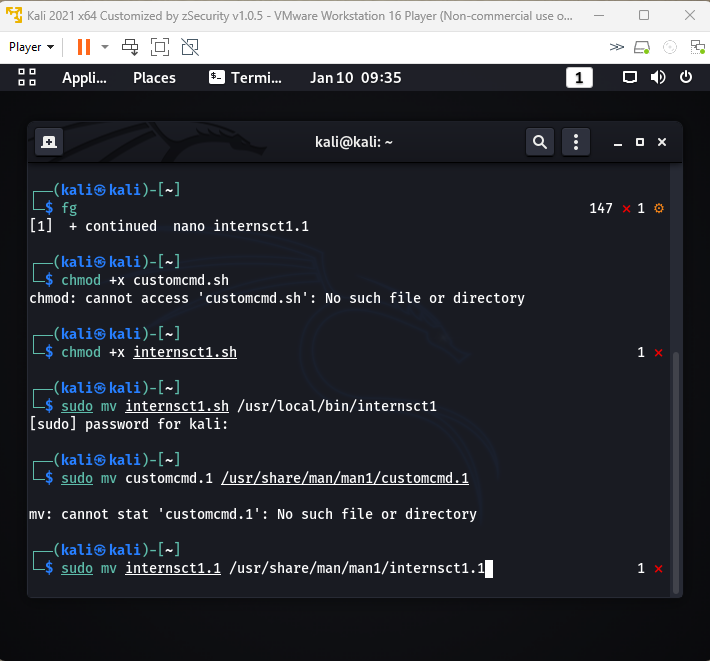 Kali 2021 x64 Customized by zSecurity v1.0.5 - VMware Workstation 16 Player (Non-commercial use o...
Player
Appli... Places Termi... Jan 10 09:35 1
kali@kali: ~
┌──(kali㉿kali)-[~]
└─$ fg 147 ⨯ 1 ⚙
[1]  + continued  nano internsct1.1
┌──(kali㉿kali)-[~]
└─$ chmod +x customcmd.sh
chmod: cannot access 'customcmd.sh': No such file or directory
┌──(kali㉿kali)-[~]
└─$ chmod +x internsct1.sh 1 ⨯
┌──(kali㉿kali)-[~]
└─$ sudo mv internsct1.sh /usr/local/bin/internsct1
[sudo] password for kali:
┌──(kali㉿kali)-[~]
└─$ sudo mv customcmd.1 /usr/share/man/man1/customcmd.1
mv: cannot stat 'customcmd.1': No such file or directory
┌──(kali㉿kali)-[~]
└─$ sudo mv internsct1.1 /usr/share/man/man1/internsct1.1 1 ⨯